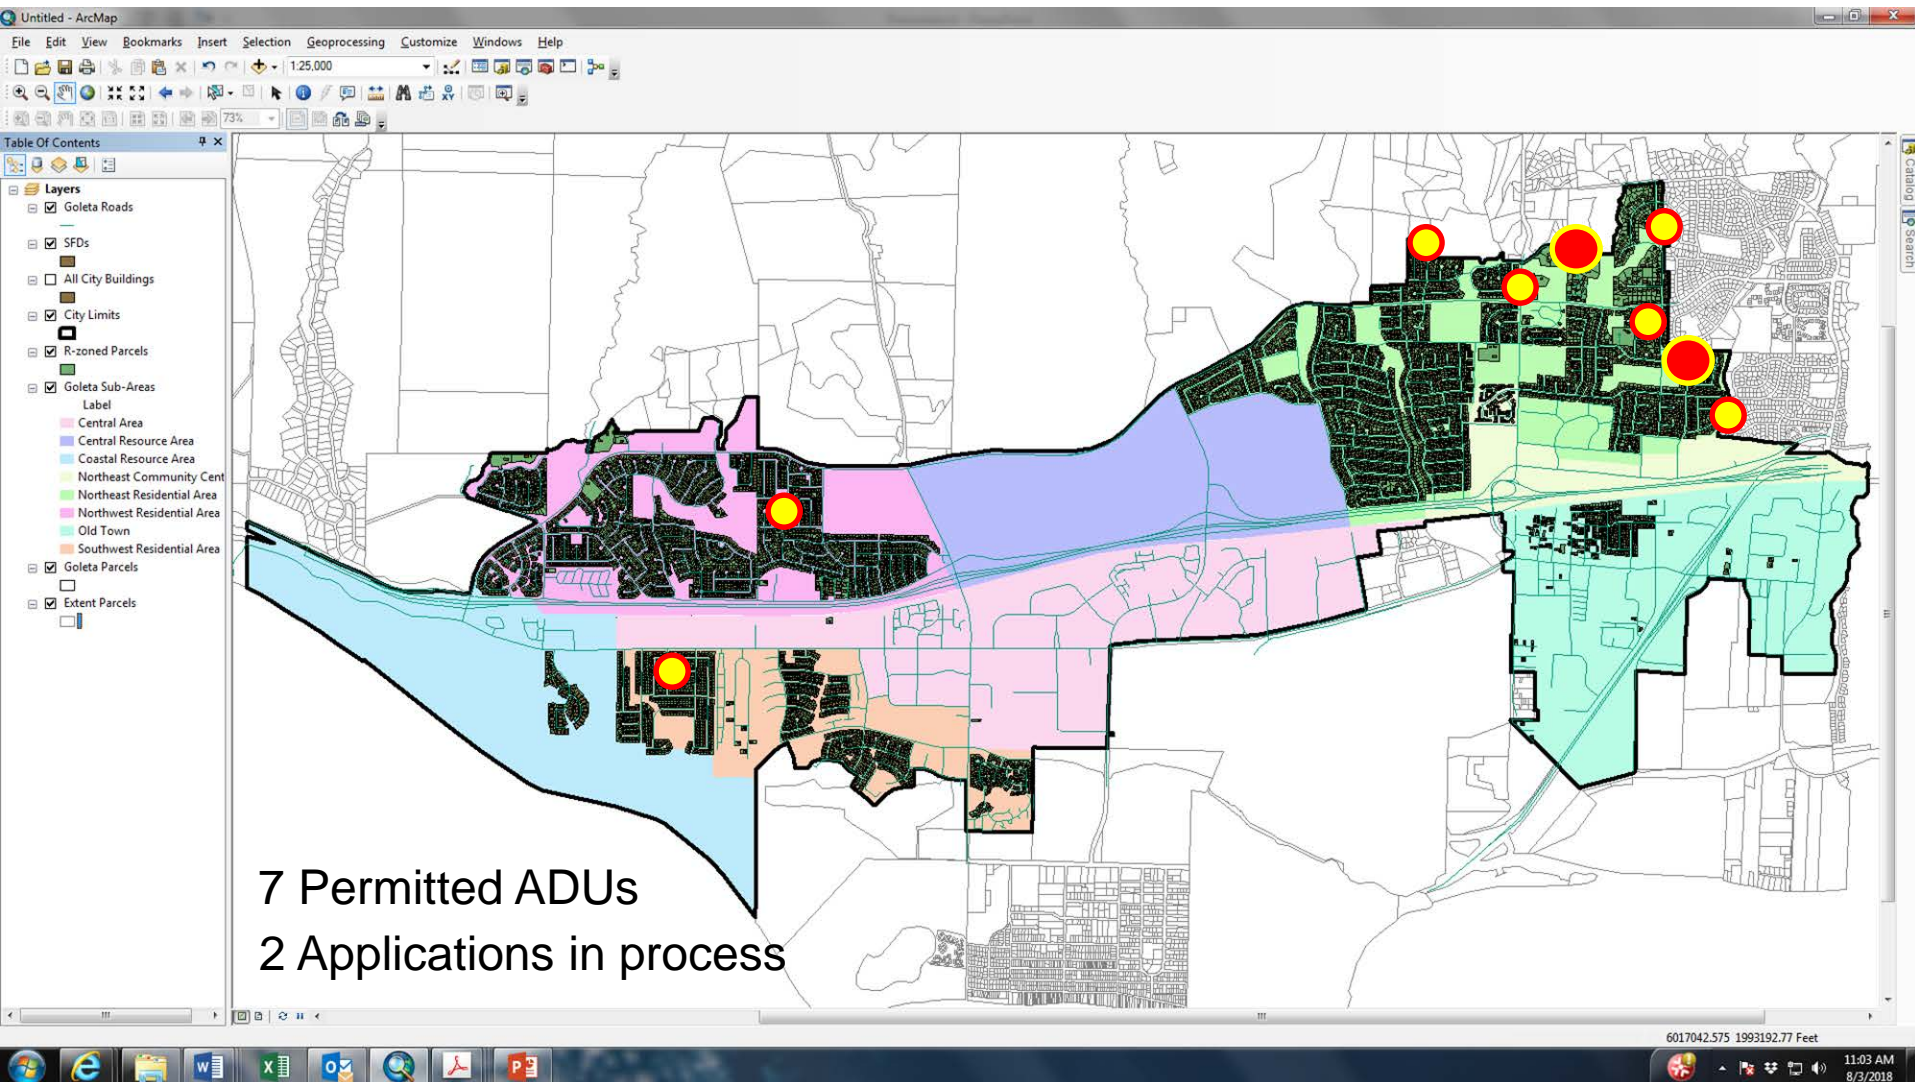 Untitled - ArcMap
File Edit View Bookmarks Insert Selection Geoprocessing Customize Windows Help
1:25,000
73%
Table Of Contents
Layers
Goleta Roads
SFDs
All City Buildings
City Limits
R-zoned Parcels
Goleta Sub-Areas
Label
Central Area
Central Resource Area
Coastal Resource Area
Northeast Community Cent
Northeast Residential Area
Northwest Residential Area
Old Town
Southwest Residential Area
Goleta Parcels
Extent Parcels
Catalog
Search
7 Permitted ADUs
2 Applications in process
6017042.575 1993192.77 Feet
11:03 AM
8/3/2018